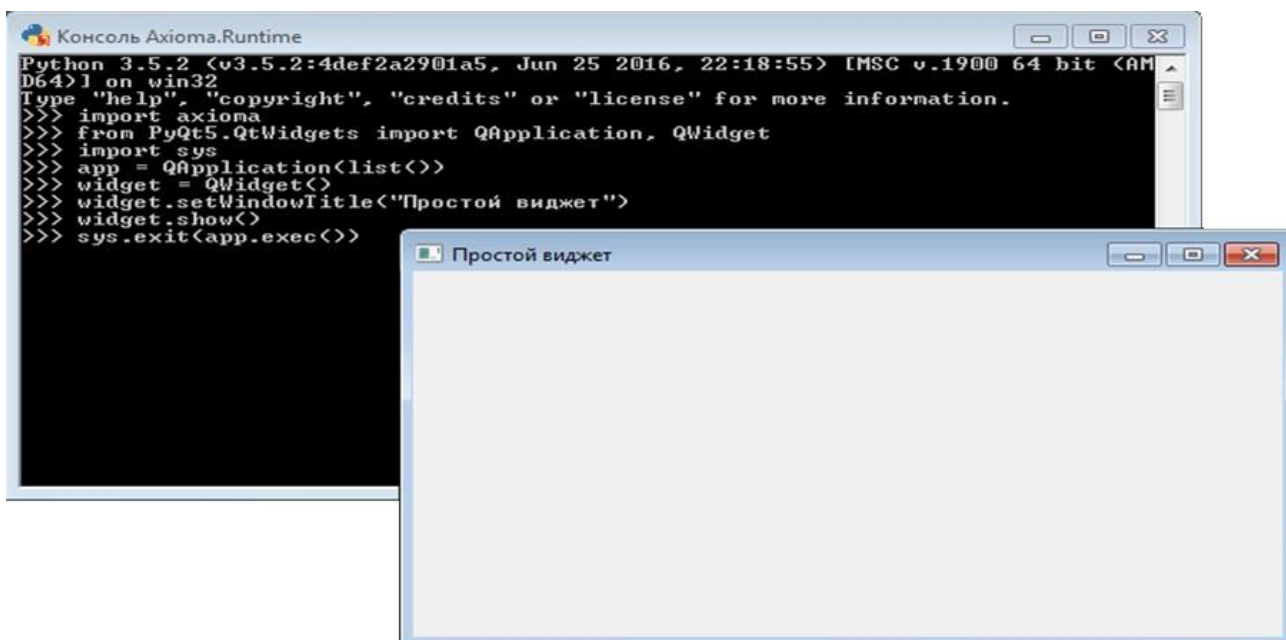 Консоль Axioma.Runtime
Python 3.5.2 (v3.5.2:4def2a2901a5, Jun 25 2016, 22:18:55) [MSC v.1900 64 bit (AM
D64)] on win32
Type "help", "copyright", "credits" or "license" for more information.
>>> import axioma
>>> from PyQt5.QtWidgets import QApplication, QWidget
>>> import sys
>>> app = QApplication(list())
>>> widget = QWidget()
>>> widget.setWindowTitle("Простой виджет")
>>> widget.show()
>>> sys.exit(app.exec())
Простой виджет